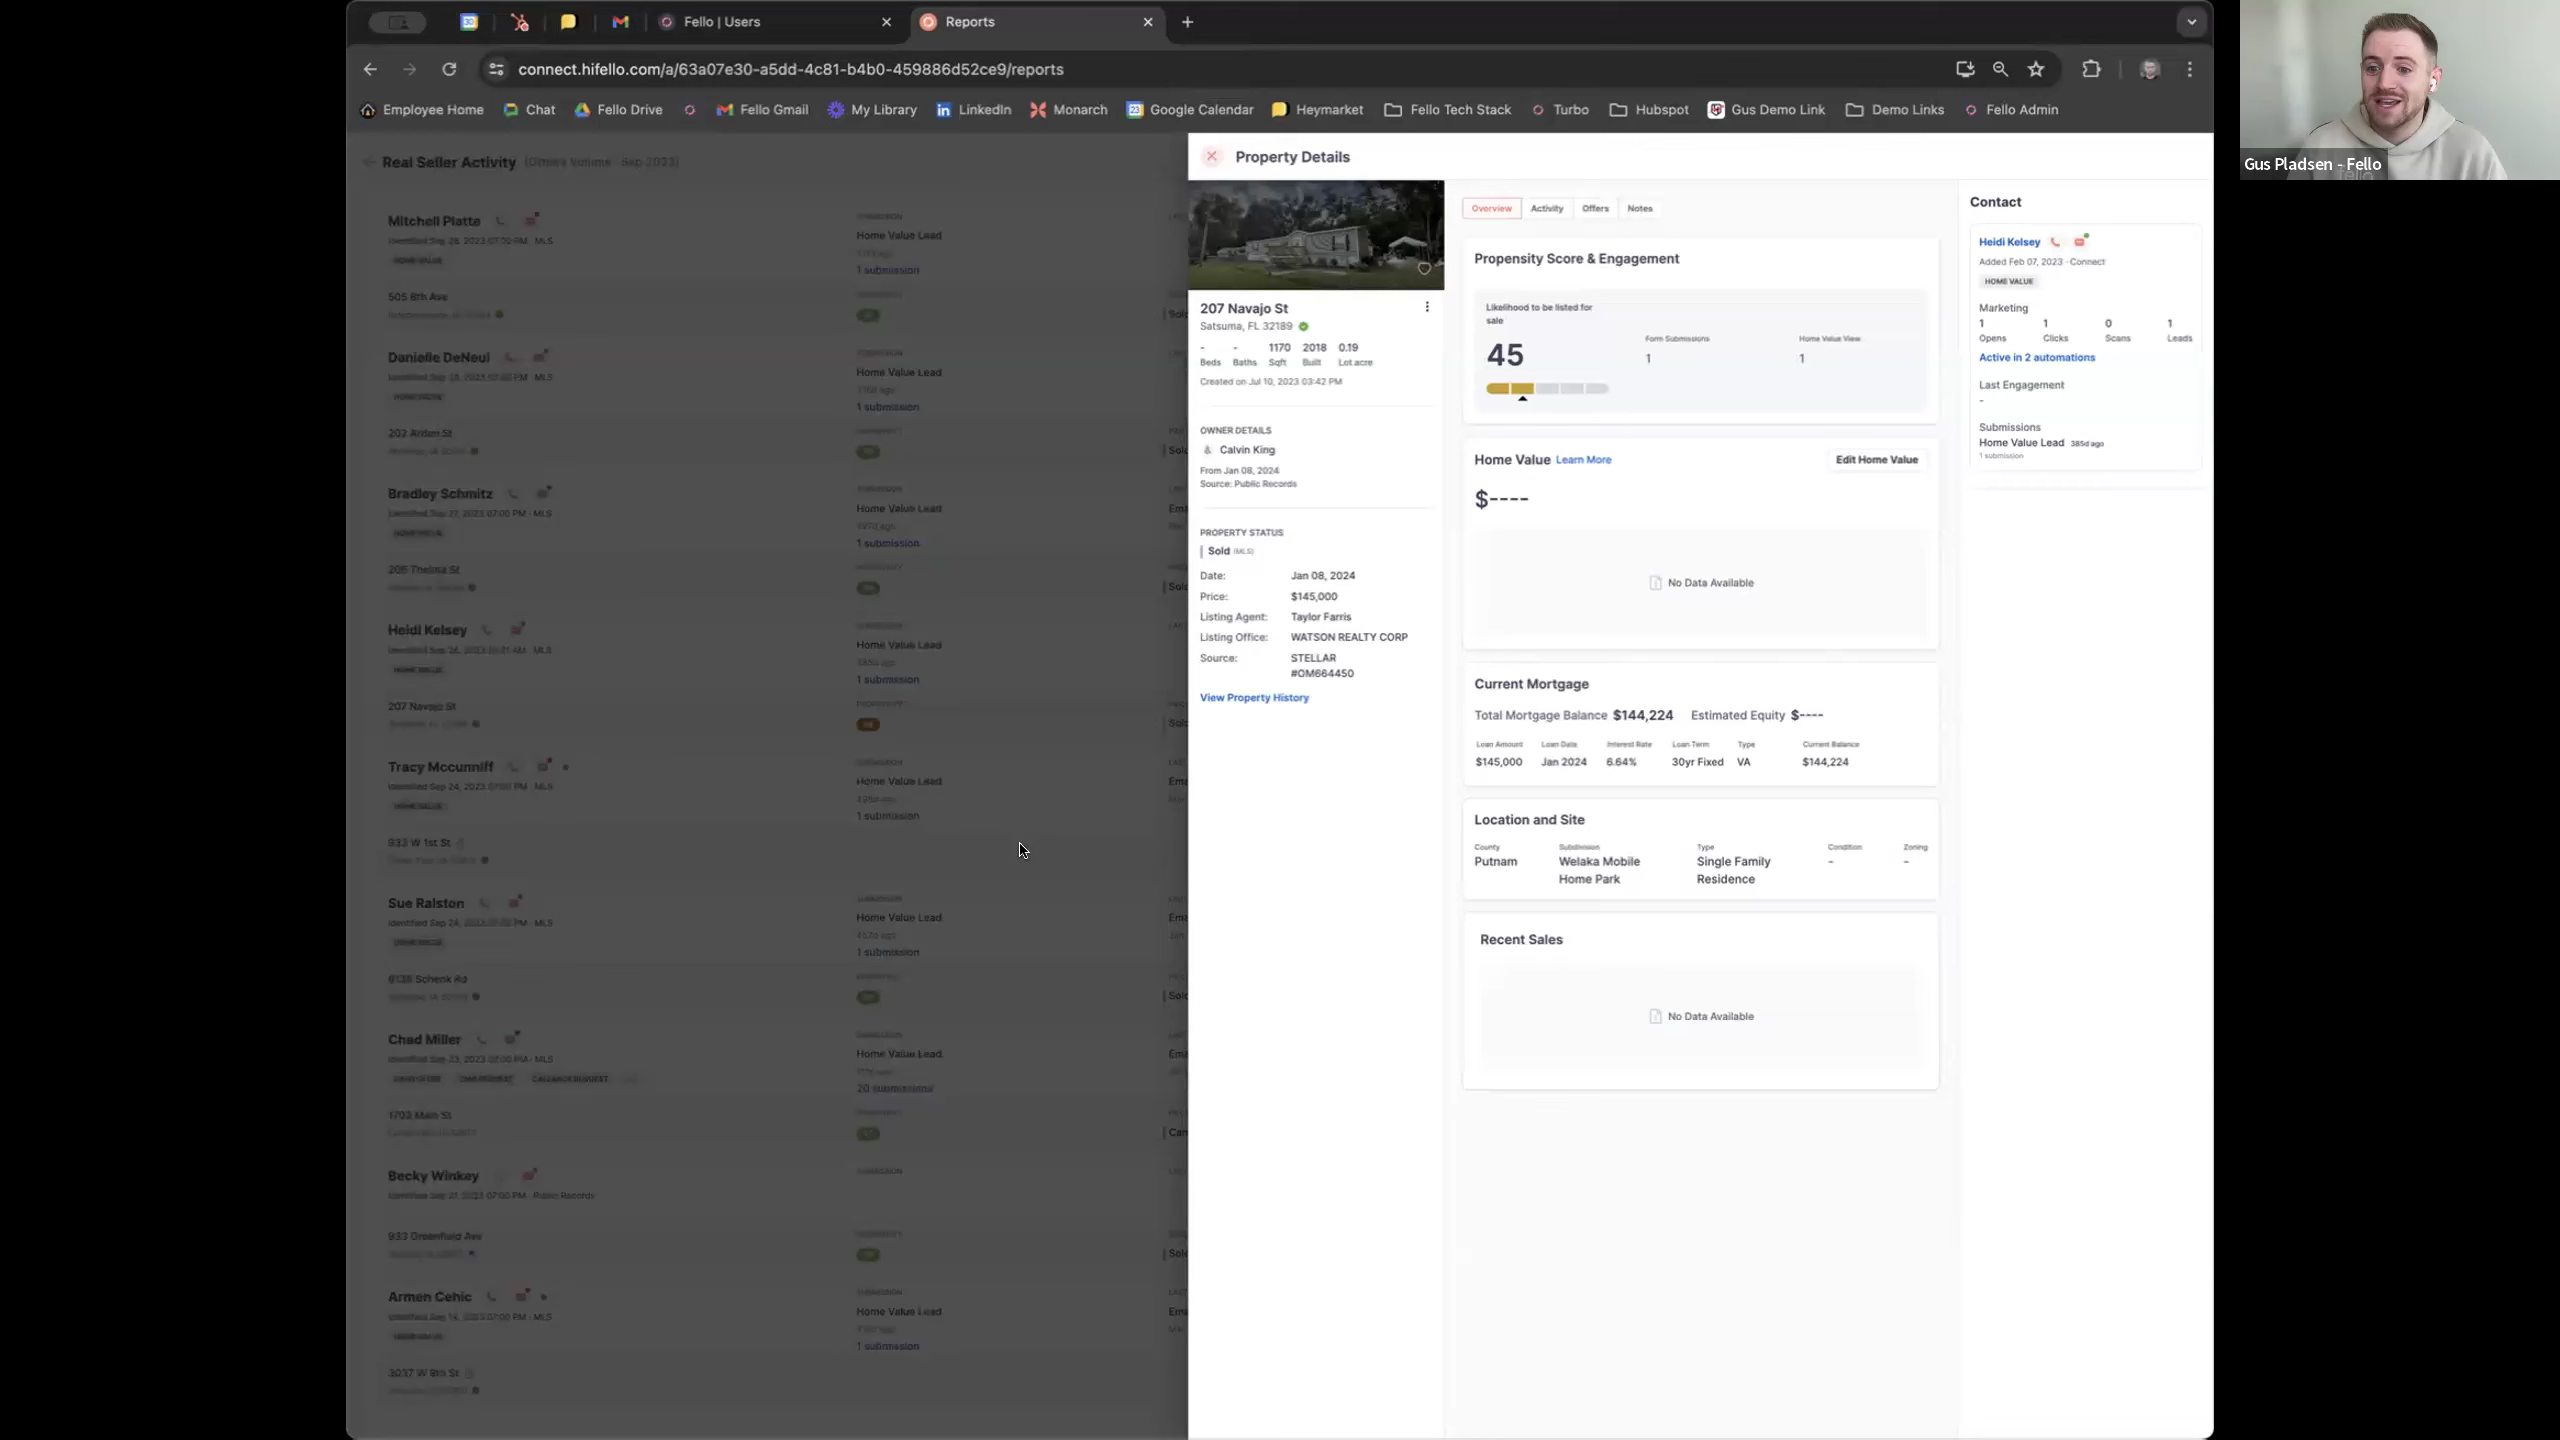 Fello | Users
Reports
connect.hifello.com/a/63a07e30-a5dd-4c81-b4b0-459886d52ce9/reports
Employee Home Chat Fello Drive Fello Gmail My Library LinkedIn Monarch Google Calendar Heymarket Fello Tech Stack Turbo Hubspot Gus Demo Link Demo Links Fello Admin
Gus Pladsen - Fello
Real Seller Activity
Mitchell Platte
Home Value Lead
1 submission
505 8th Ave
Danielle DeNeui
Home Value Lead
1 submission
202 Alden St
Bradley Schmitz
Home Value Lead
1 submission
206 Thelma St
Heidi Kelsey
Home Value Lead
1 submission
207 Navajo St
Tracy Mccunniff
Home Value Lead
1 submission
933 W 1st St
Sue Ralston
Home Value Lead
1 submission
6135 Schenk Rd
Chad Miller
Home Value Lead
20 submissions
1703 Main St
Becky Winkey
933 Greenfield Ave
Armen Cehic
Home Value Lead
1 submission
3037 W 8th St
Property Details
207 Navajo St
Satsuma, FL 32189
- - 1170 2018 0.19
Beds Baths Sqft Built Lot acre
Created on Jul 10, 2023 03:42 PM
OWNER DETAILS
Calvin King
From Jan 08, 2024
Source: Public Records
PROPERTY STATUS
Sold (MLS)
Date: Jan 08, 2024
Price: $145,000
Listing Agent: Taylor Farris
Listing Office: WATSON REALTY CORP
Source: STELLAR
#OM664450
View Property History
Overview Activity Offers Notes
Propensity Score & Engagement
Likelihood to be listed for
sale
45
Form Submissions
1
Home Value View
1
Home Value Learn More
Edit Home Value
$----
No Data Available
Current Mortgage
Total Mortgage Balance $144,224 Estimated Equity $----
Loan Amount Loan Date Interest Rate Loan Term Type Current Balance
$145,000 Jan 2024 6.64% 30yr Fixed VA $144,224
Location and Site
County Subdivision Type Condition Zoning
Putnam Welaka Mobile Single Family - -
Home Park Residence
Recent Sales
No Data Available
Contact
Heidi Kelsey
Added Feb 07, 2023 · Connect
HOME VALUE
Marketing
1 1 0 1
Opens Clicks Scans Leads
Active in 2 automations
Last Engagement
-
Submissions
Home Value Lead 385d ago
1 submission